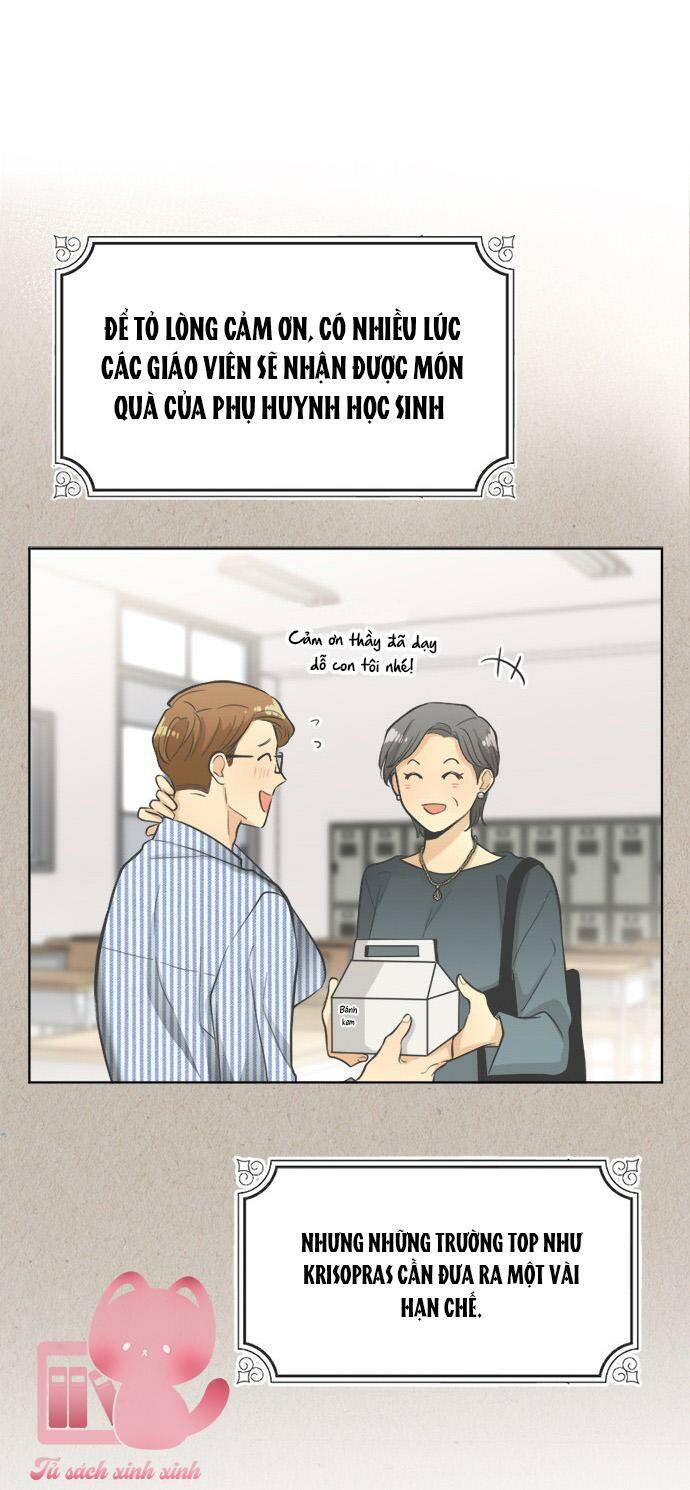 ĐỂ TỎ LÒNG CẢM ƠN, CÓ NHIỀU LÚC
CÁC GIÁO VIÊN SẼ NHẬN ĐƯỢC MÓN
QUÀ CỦA PHỤ HUYNH HỌC SINH
Cảm ơn thầy đã dạy
dỗ con tôi nhé!
Bánh
kem
NHƯNG NHỮNG TRƯỜNG TOP NHƯ
KRISOPRAS CẦN ĐƯA RA MỘT VÀI
HẠN CHẾ.
Tủ sách xinh xinh